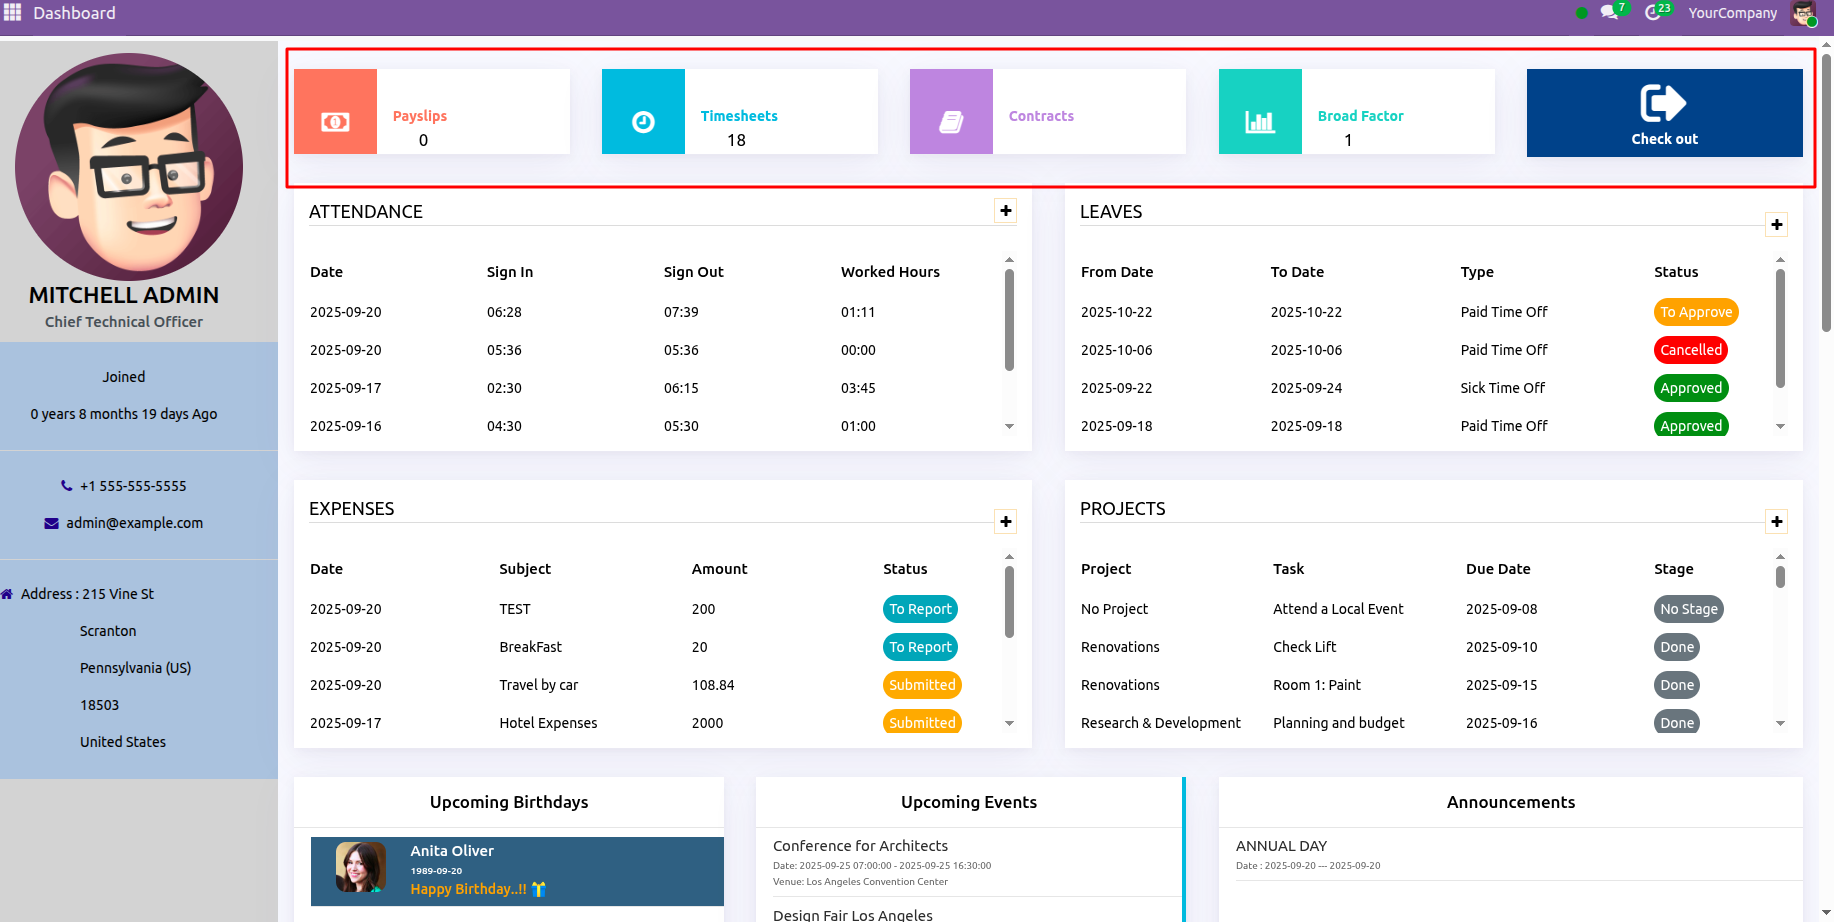 Dashboard
7
23
YourCompany
MITCHELL ADMIN
Chief Technical Officer
Joined
0 years 8 months 19 days Ago
+1 555-555-5555
admin@example.com
Address : 215 Vine St
Scranton
Pennsylvania (US)
18503
United States
Payslips
0
Timesheets
18
Contracts
Broad Factor
1
Check out
ATTENDANCE
+
Date Sign In Sign Out Worked Hours
2025-09-20 06:28 07:39 01:11
2025-09-20 05:36 05:36 00:00
2025-09-17 02:30 06:15 03:45
2025-09-16 04:30 05:30 01:00
LEAVES
+
From Date To Date Type Status
2025-10-22 2025-10-22 Paid Time Off To Approve
2025-10-06 2025-10-06 Paid Time Off Cancelled
2025-09-22 2025-09-24 Sick Time Off Approved
2025-09-18 2025-09-18 Paid Time Off Approved
EXPENSES
+
Date Subject Amount Status
2025-09-20 TEST 200 To Report
2025-09-20 BreakFast 20 To Report
2025-09-20 Travel by car 108.84 Submitted
2025-09-17 Hotel Expenses 2000 Submitted
PROJECTS
+
Project Task Due Date Stage
No Project Attend a Local Event 2025-09-08 No Stage
Renovations Check Lift 2025-09-10 Done
Renovations Room 1: Paint 2025-09-15 Done
Research & Development Planning and budget 2025-09-16 Done
Upcoming Birthdays
Anita Oliver
1989-09-20
Happy Birthday..!!
Upcoming Events
Conference for Architects
Date: 2025-09-25 07:00:00 - 2025-09-25 16:30:00
Venue: Los Angeles Convention Center
Design Fair Los Angeles
Announcements
ANNUAL DAY
Date : 2025-09-20 --- 2025-09-20